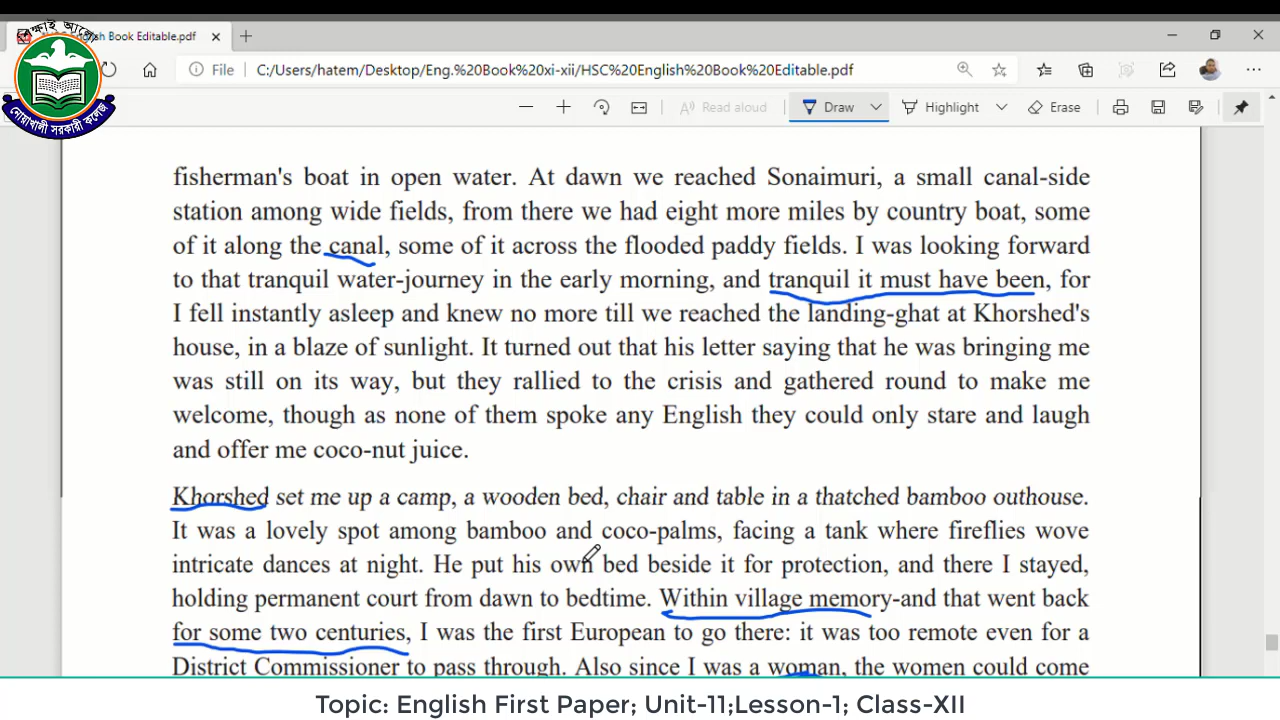 শিক্ষাই আলো
নোয়াখালী সরকারী কলেজ
English Book Editable.pdf
File
C:/Users/hatem/Desktop/Eng.%20Book%20xi-xii/HSC%20English%20Book%20Editable.pdf
Read aloud
Draw
Highlight
Erase
fisherman's boat in open water. At dawn we reached Sonaimuri, a small canal-side
station among wide fields, from there we had eight more miles by country boat, some
of it along the canal, some of it across the flooded paddy fields. I was looking forward
to that tranquil water-journey in the early morning, and tranquil it must have been, for
I fell instantly asleep and knew no more till we reached the landing-ghat at Khorshed's
house, in a blaze of sunlight. It turned out that his letter saying that he was bringing me
was still on its way, but they rallied to the crisis and gathered round to make me
welcome, though as none of them spoke any English they could only stare and laugh
and offer me coco-nut juice.
Khorshed set me up a camp, a wooden bed, chair and table in a thatched bamboo outhouse.
It was a lovely spot among bamboo and coco-palms, facing a tank where fireflies wove
intricate dances at night. He put his own bed beside it for protection, and there I stayed,
holding permanent court from dawn to bedtime. Within village memory-and that went back
for some two centuries, I was the first European to go there: it was too remote even for a
District Commissioner to pass through. Also since I was a woman, the women could come
Topic: English First Paper; Unit-11;Lesson-1; Class-XII